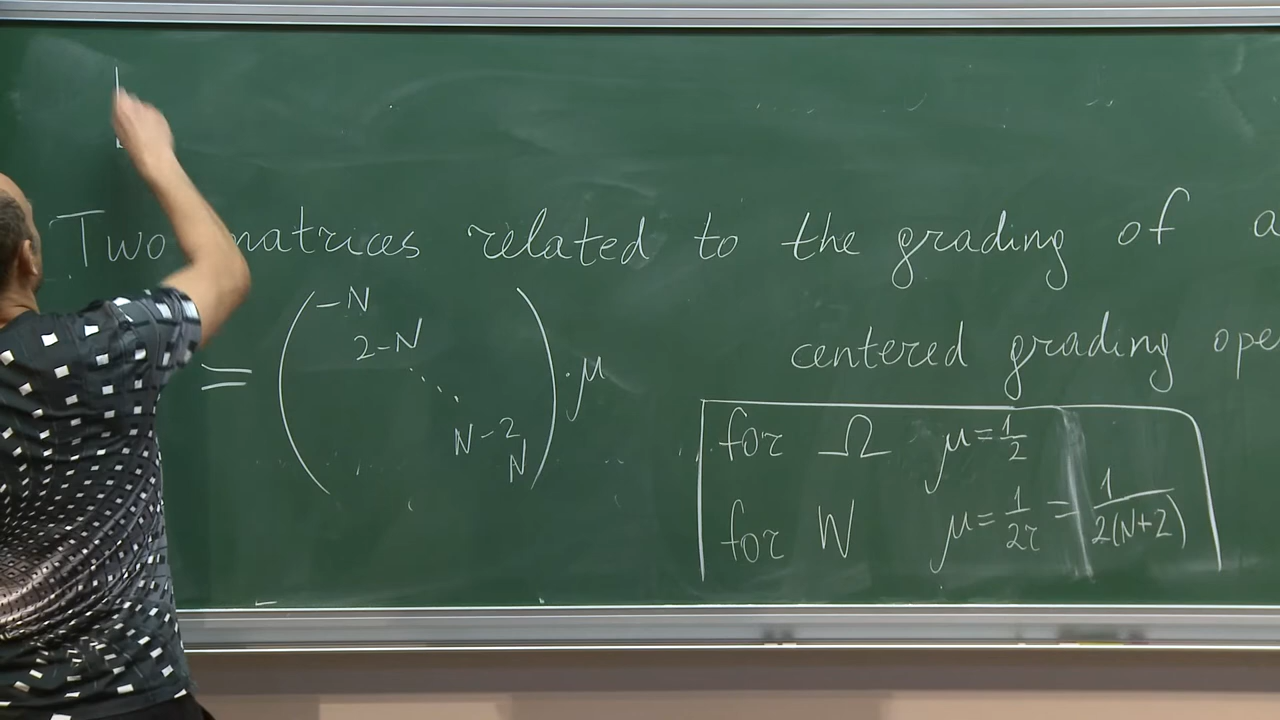 Two matrices related to the grading of a
= ( -N 2-N ⋱ N-2 N ) · μ
centered grading ope
for Ω μ = 1/2
for W μ = 1/2τ = 1/2(N+2)